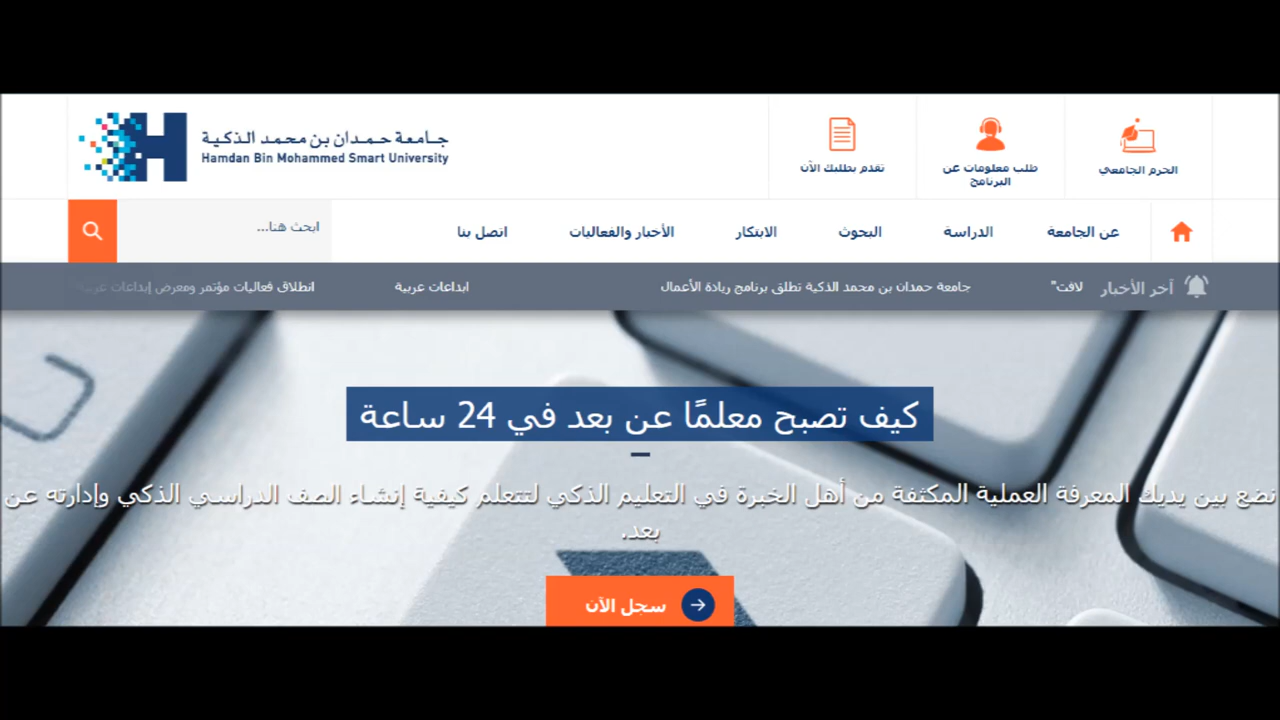 جامعة حمدان بن محمد الذكية
Hamdan Bin Mohammed Smart University
الحرم الجامعي
طلب معلومات عن
البرنامج
تقدم بطلبك الآن
عن الجامعة
الدراسة
البحوث
الابتكار
الأخبار والفعاليات
اتصل بنا
ابحث هنا...
آخر الأخبار
لافت"
جامعة حمدان بن محمد الذكية تطلق برنامج ريادة الأعمال
ابداعات عربية
انطلاق فعاليات مؤتمر ومعرض إبداعات عربية
كيف تصبح معلمًا عن بعد في 24 ساعة
نضع بين يديك المعرفة العملية المكثفة من أهل الخبرة في التعليم الذكي لتتعلم كيفية إنشاء الصف الدراسي الذكي وإدارته عن
بعد.
سجل الآن